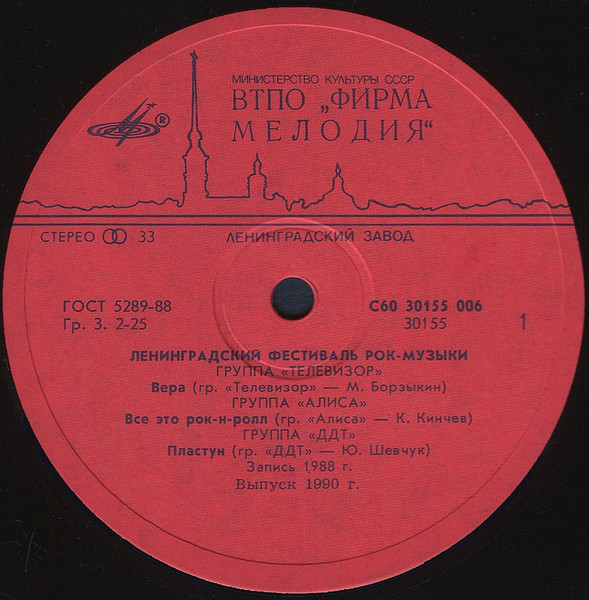 МИНИСТЕРСТВО КУЛЬТУРЫ СССР
ВТПО „ФИРМА
МЕЛОДИЯ“
®
СТЕРЕО 33
ЛЕНИНГРАДСКИЙ ЗАВОД
ГОСТ 5289-88
С60 30155 006
Гр. 3. 2-25
30155
1
ЛЕНИНГРАДСКИЙ ФЕСТИВАЛЬ РОК-МУЗЫКИ
ГРУППА «ТЕЛЕВИЗОР»
Вера (гр. «Телевизор» — М. Борзыкин)
ГРУППА «АЛИСА»
Все это рок-н-ролл (гр. «Алиса» — К. Кинчев)
ГРУППА «ДДТ»
Пластун (гр. «ДДТ» — Ю. Шевчук)
Запись 1988 г.
Выпуск 1990 г.